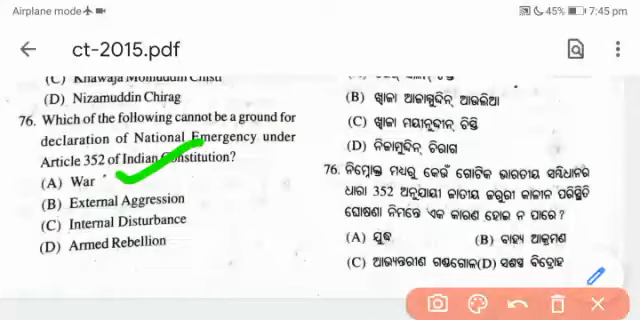 Airplane mode
45% 7:45 pm
ct-2015.pdf
(C) Khawaja Moinuddin Chisti
(D) Nizamuddin Chirag
76. Which of the following cannot be a ground for
declaration of National Emergency under
Article 352 of Indian Constitution?
(A) War
(B) External Aggression
(C) Internal Disturbance
(D) Armed Rebellion
(B) ଖ୍ୱାଜା ଆଲାଖୁଦ୍ଦିନ୍ ଆଉଲିଆ
(C) ଖ୍ୱାଜା ମୟୀନୁଦ୍ଦୀନ୍ ଚିସ୍ତି
(D) ନିଜାମୁଦ୍ଦିନ୍ ଚିରାଗ
76. ନିମ୍ନୋକ୍ତ ମଧ୍ୟରୁ କେଉଁ ଗୋଟିକ ଭାରତୀୟ ସମ୍ବିଧାନର
ଧାରା 352 ଅନୁଯାୟୀ ଜାତୀୟ ଜରୁରୀ କାଳୀନ ପରିସ୍ଥିତି
ଘୋଷଣା ନିମନ୍ତେ ଏକ କାରଣ ହୋଇ ନ ପାରେ ?
(A) ଯୁଦ୍ଧ (B) ବାହ୍ୟ ଆକ୍ରମଣ
(C) ଆଭ୍ୟନ୍ତରୀଣ ଗଣ୍ଡଗୋଳ (D) ସଶସ୍ତ୍ର ବିଦ୍ରୋହ